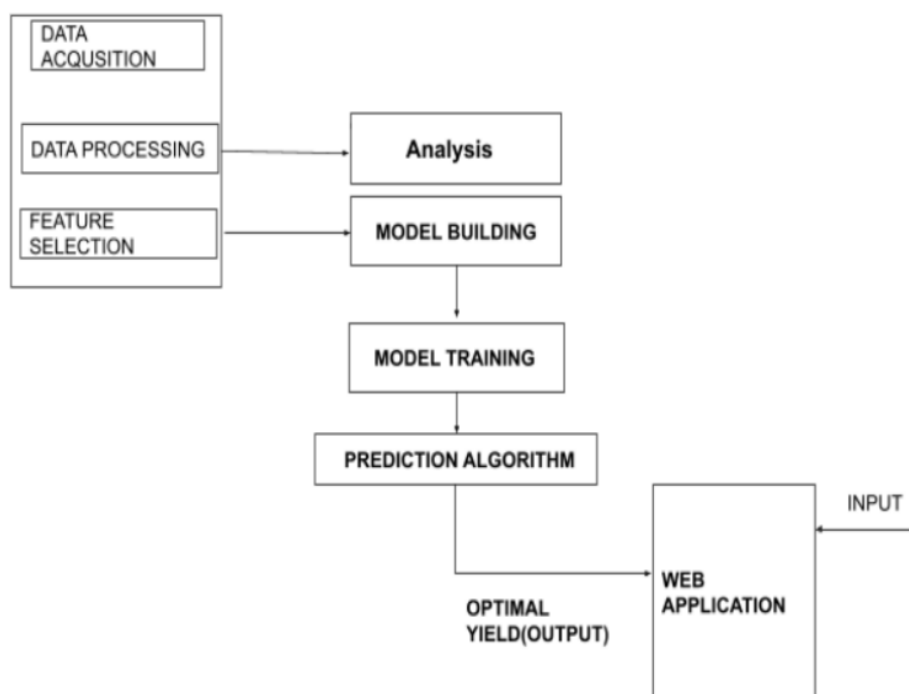 DATA
ACQUSITION
DATA PROCESSING
Analysis
FEATURE
SELECTION
MODEL BUILDING
MODEL TRAINING
PREDICTION ALGORITHM
INPUT
WEB
APPLICATION
OPTIMAL
YIELD(OUTPUT)